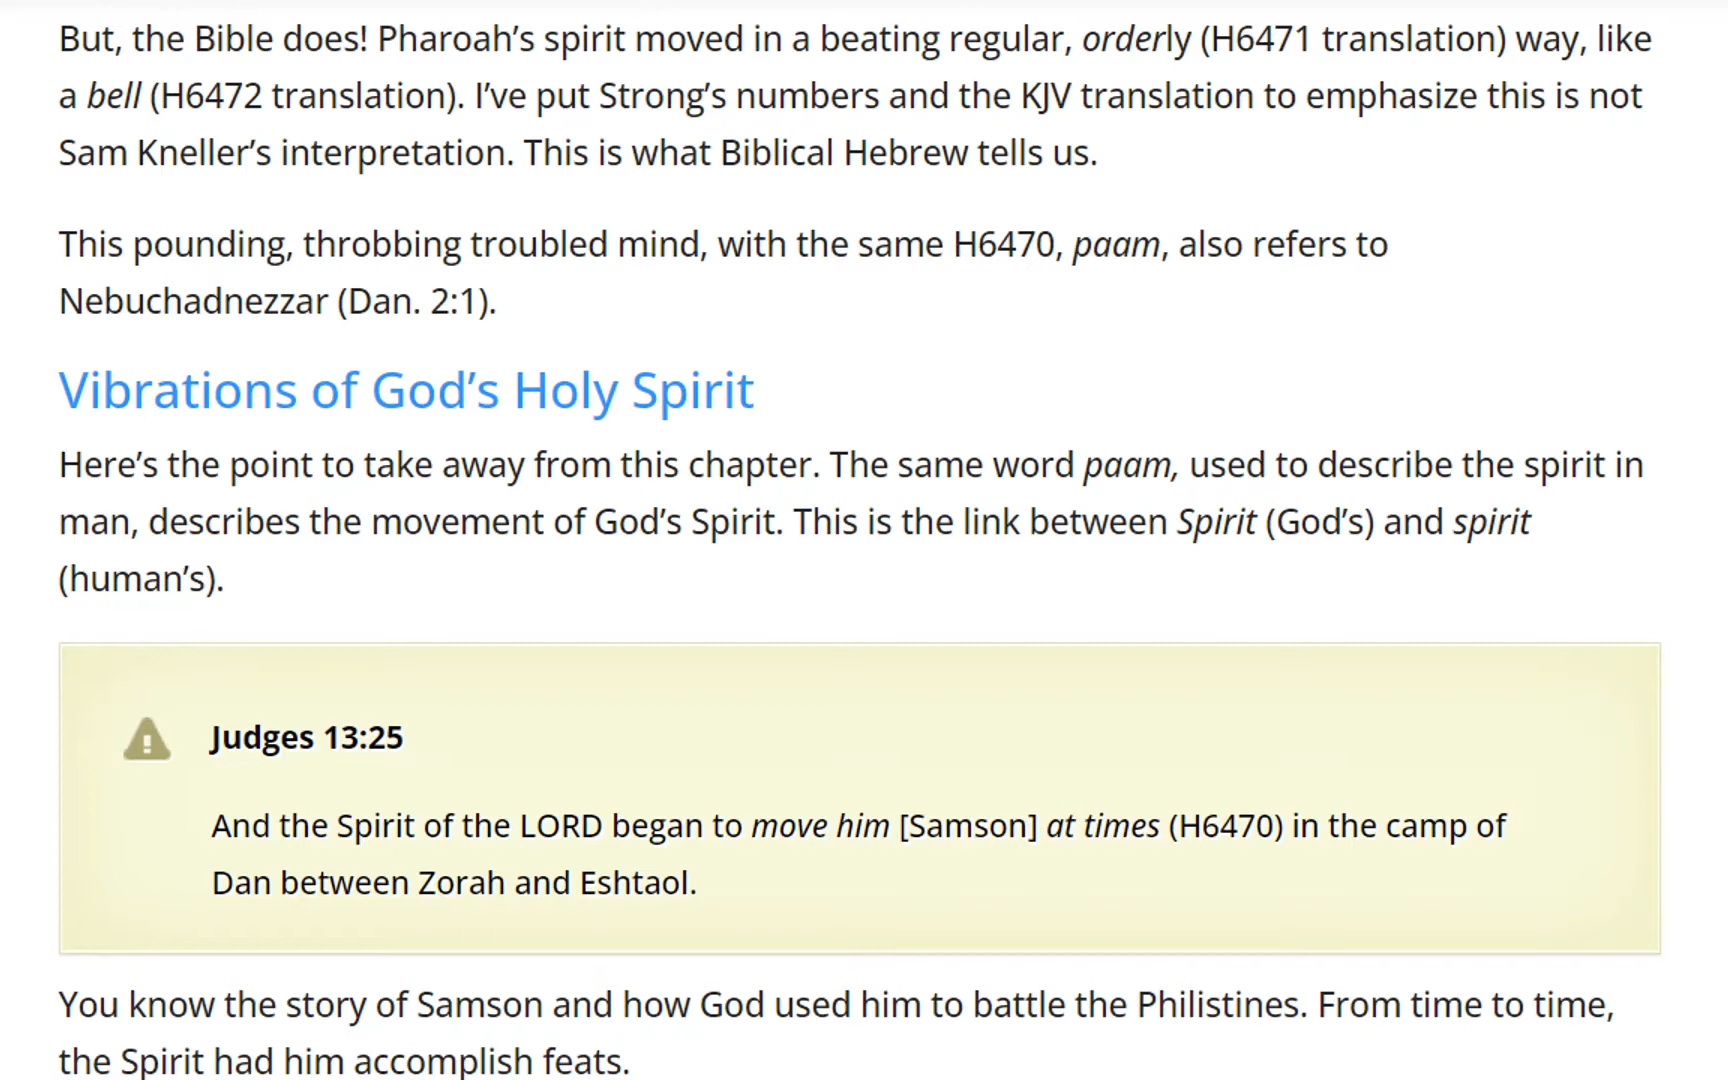 But, the Bible does! Pharoah’s spirit moved in a beating regular, orderly (H6471 translation) way, like
a bell (H6472 translation). I’ve put Strong’s numbers and the KJV translation to emphasize this is not
Sam Kneller’s interpretation. This is what Biblical Hebrew tells us.
This pounding, throbbing troubled mind, with the same H6470, paam, also refers to
Nebuchadnezzar (Dan. 2:1).
Vibrations of God’s Holy Spirit
Here’s the point to take away from this chapter. The same word paam, used to describe the spirit in
man, describes the movement of God’s Spirit. This is the link between Spirit (God’s) and spirit
(human’s).
Judges 13:25
And the Spirit of the LORD began to move him [Samson] at times (H6470) in the camp of
Dan between Zorah and Eshtaol.
You know the story of Samson and how God used him to battle the Philistines. From time to time,
the Spirit had him accomplish feats.